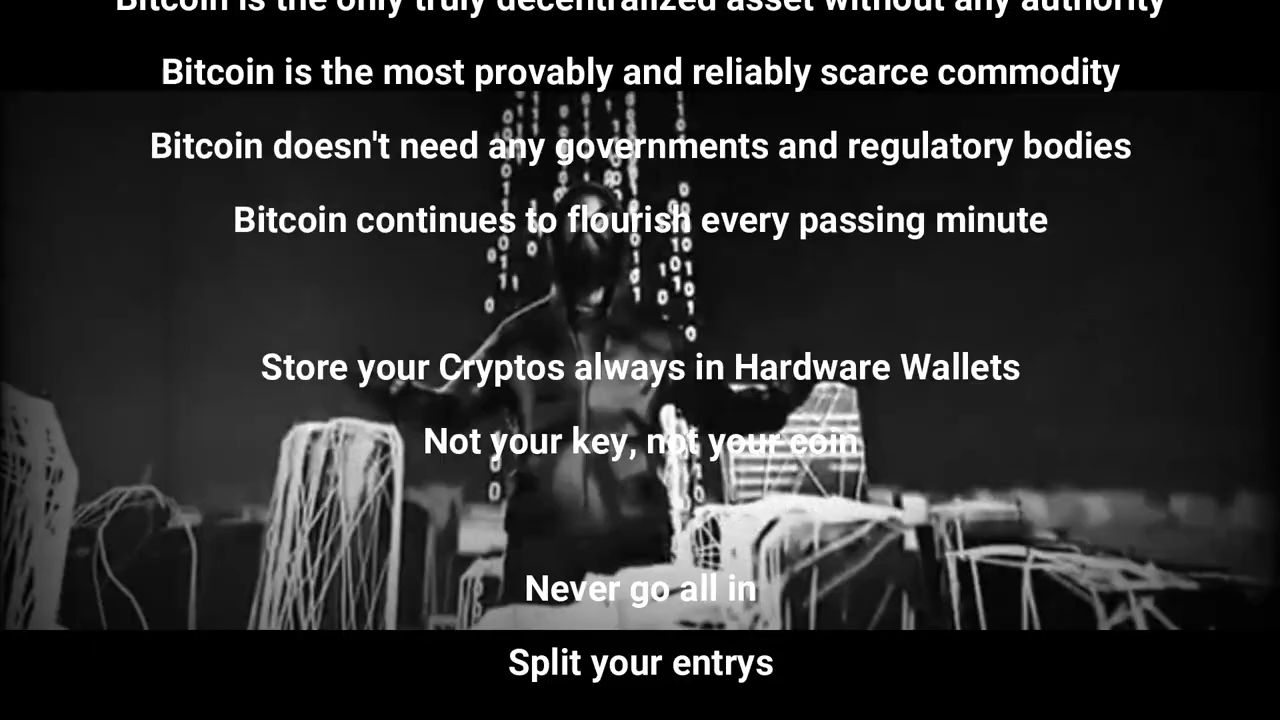 Bitcoin is the only truly decentralized asset without any authority
Bitcoin is the most provably and reliably scarce commodity
Bitcoin doesn't need any governments and regulatory bodies
Bitcoin continues to flourish every passing minute
Store your Cryptos always in Hardware Wallets
Not your key, not your coin
Never go all in
Split your entrys